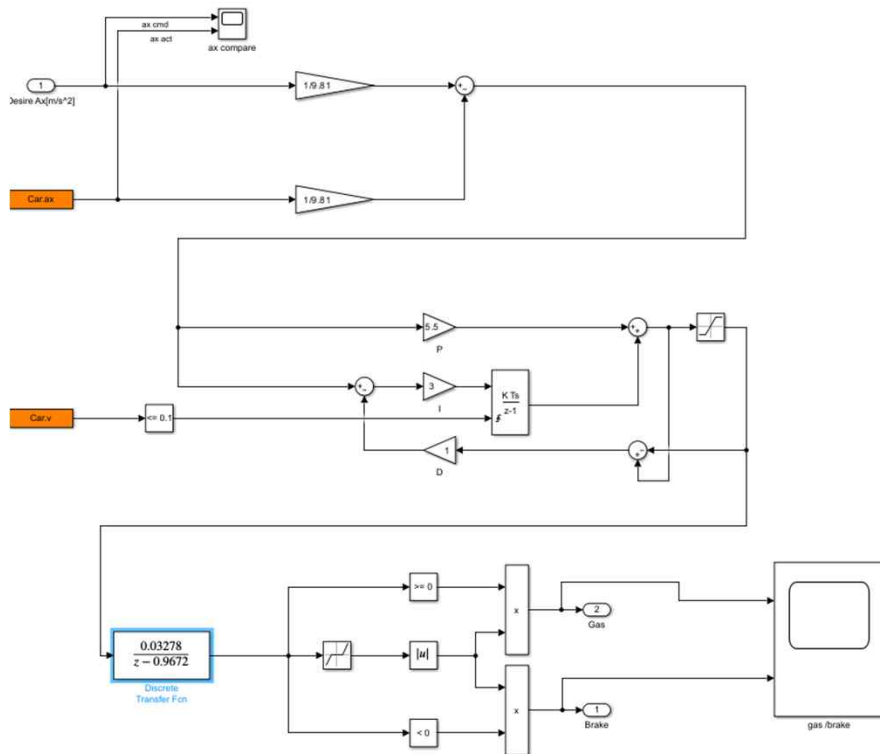 ax cmd
ax act
ax compare
1
Desire Ax[m/s^2]
1/9.81
+
−
Car.ax
1/9.81
5.5
P
+
+
+
−
3
I
K Ts
z-1
Car.v
<= 0.1
1
D
+
−
0.03278
z − 0.9672
Discrete
Transfer Fcn
>= 0
|u|
< 0
x
x
2
Gas
1
Brake
gas /brake